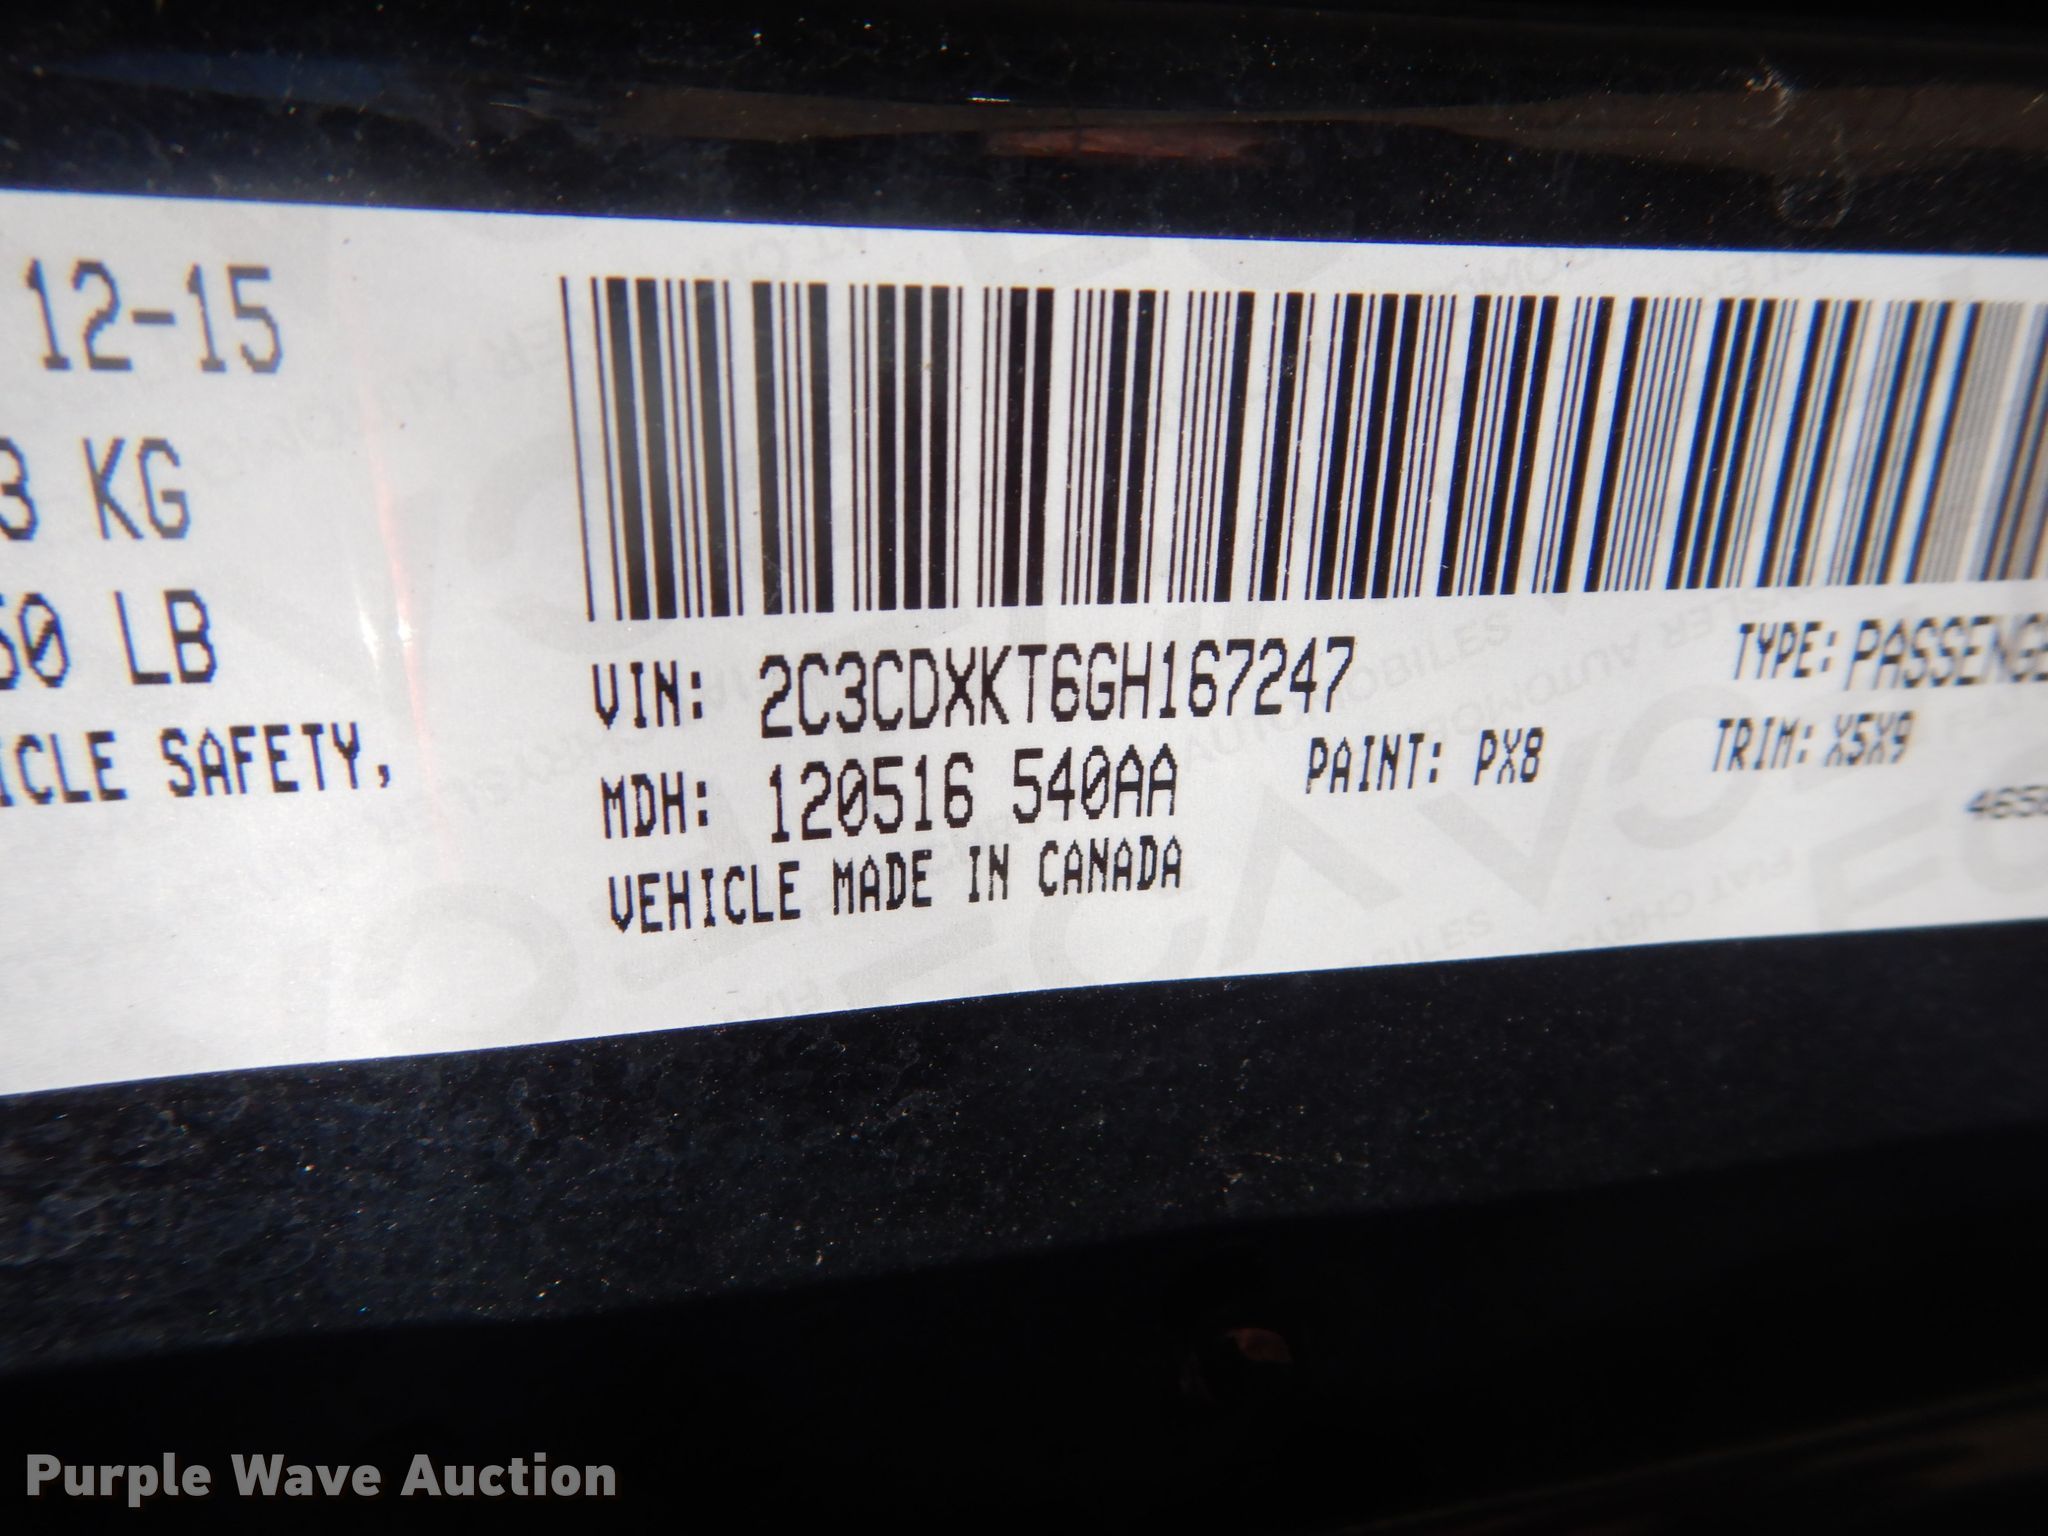 12-15
3 KG
50 LB
ICLE SAFETY,
VIN: 2C3CDXKT6GH167247
TYPE: PASSENGE
MDH: 120516 540AA
PAINT: PX8
TRIM: X5X9
VEHICLE MADE IN CANADA
Purple Wave Auction